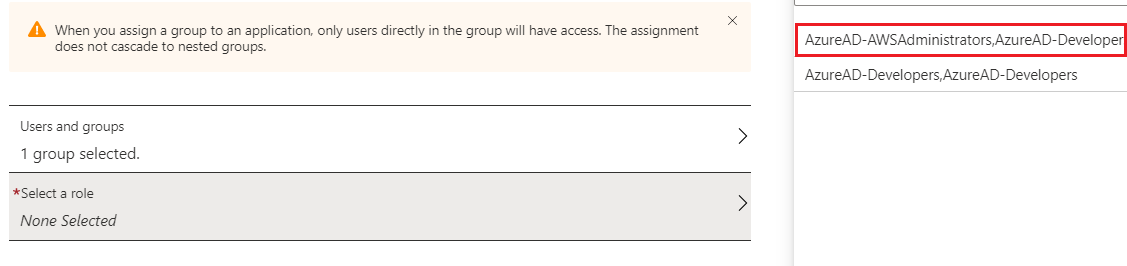 When you assign a group to an application, only users directly in the group will have access. The assignment
does not cascade to nested groups.
Users and groups
1 group selected.
*Select a role
None Selected
AzureAD-AWSAdministrators,AzureAD-Developer
AzureAD-Developers,AzureAD-Developers